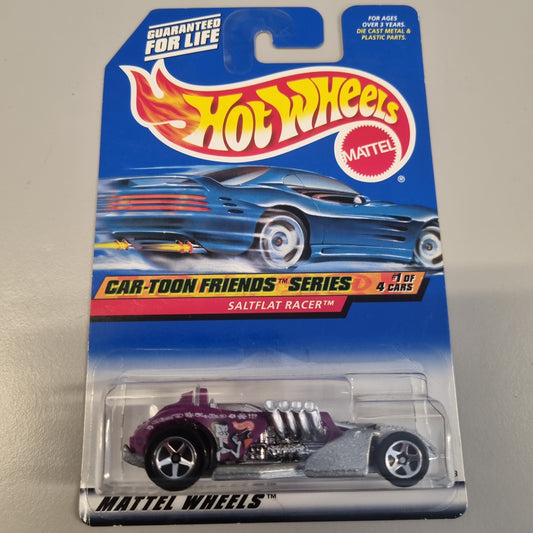 GUARANTEED
FOR LIFE
FOR AGES
OVER 3 YEARS.
DIE CAST METAL &
PLASTIC PARTS.
HOT WHEELS
MATTEL
®
CAR-TOON FRIENDS™ SERIES
#1 OF
4 CARS
SALTFLAT RACER™
MATTEL WHEELS™